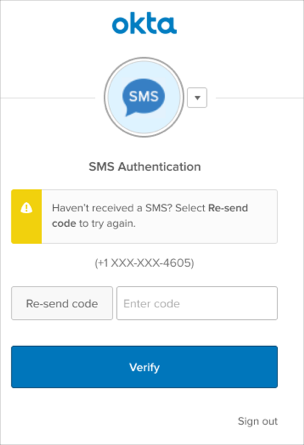 okta
SMS
SMS Authentication
Haven't received a SMS? Select Re-send
code to try again.
(+1 XXX-XXX-4605)
Re-send code
Enter code
Verify
Sign out